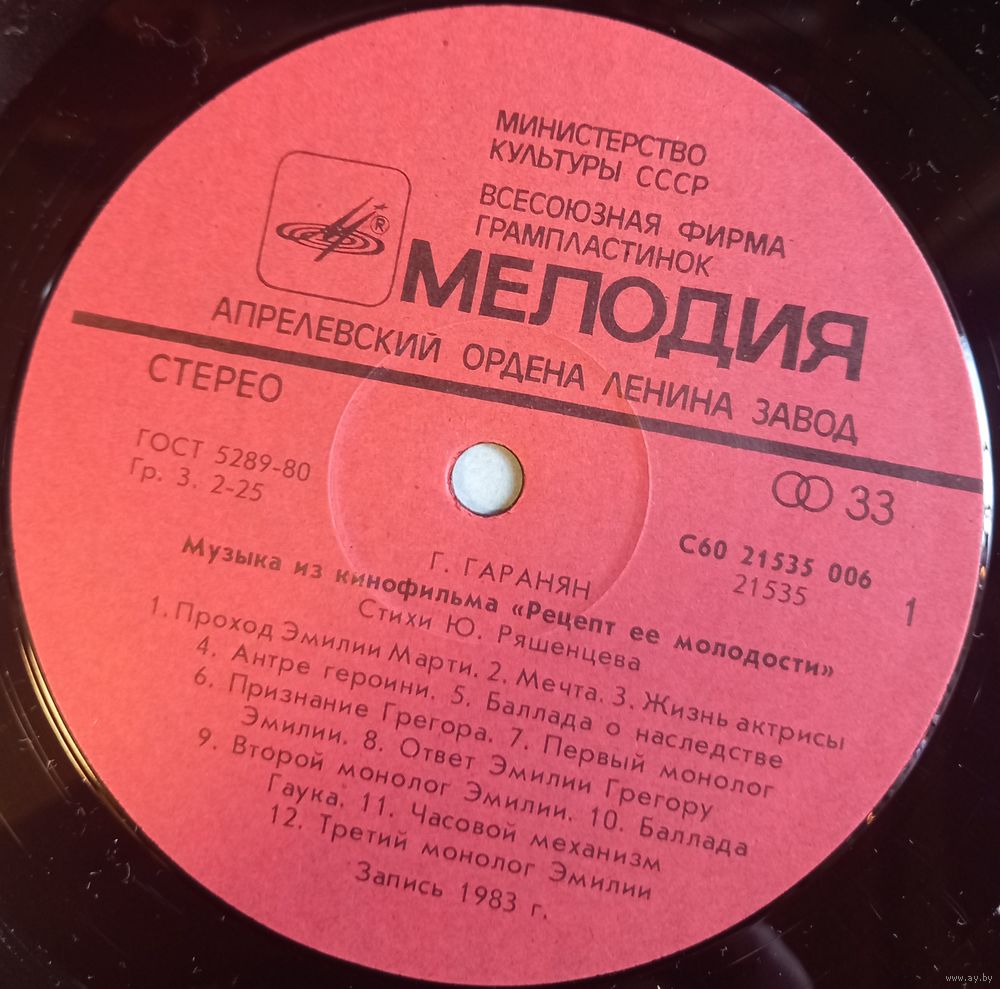 МИНИСТЕРСТВО
КУЛЬТУРЫ СССР
ВСЕСОЮЗНАЯ ФИРМА
ГРАМПЛАСТИНОК
®
МЕЛОДИЯ
АПРЕЛЕВСКИЙ ОРДЕНА ЛЕНИНА ЗАВОД
СТЕРЕО
ГОСТ 5289-80
Гр. 3. 2-25
33
С60 21535 006
21535
1
Г. ГАРАНЯН
Музыка из кинофильма «Рецепт ее молодости»
Стихи Ю. Ряшенцева
1. Проход Эмилии Марти. 2. Мечта. 3. Жизнь актрисы
4. Антре героини. 5. Баллада о наследстве
6. Признание Грегора. 7. Первый монолог
Эмилии. 8. Ответ Эмилии Грегору
9. Второй монолог Эмилии. 10. Баллада
Гаука. 11. Часовой механизм
12. Третий монолог Эмилии
Запись 1983 г.
www.ay.by